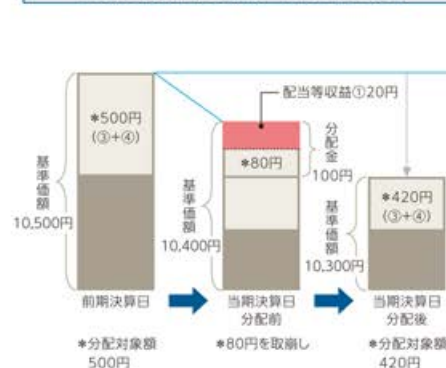 配当等収益①20円
*500円
(③+④)
基準価額
10,500円
*80円
分配金
100円
基準価額
10,400円
*420円
(③+④)
基準価額
10,300円
前期決算日
当期決算日
分配前
当期決算日
分配後
*分配対象額
500円
*80円を取崩し
*分配対象額
420円